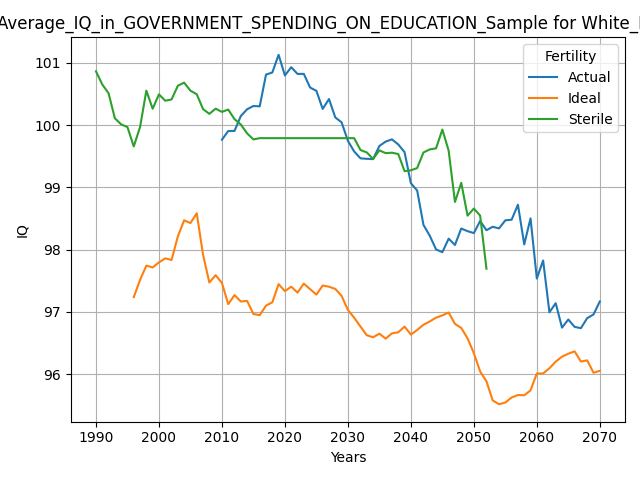 Average_IQ_in_GOVERNMENT_SPENDING_ON_EDUCATION_Sample for White_
Fertility
Actual
Ideal
Sterile
101
100
99
98
97
96
IQ
1990 2000 2010 2020 2030 2040 2050 2060 2070
Years